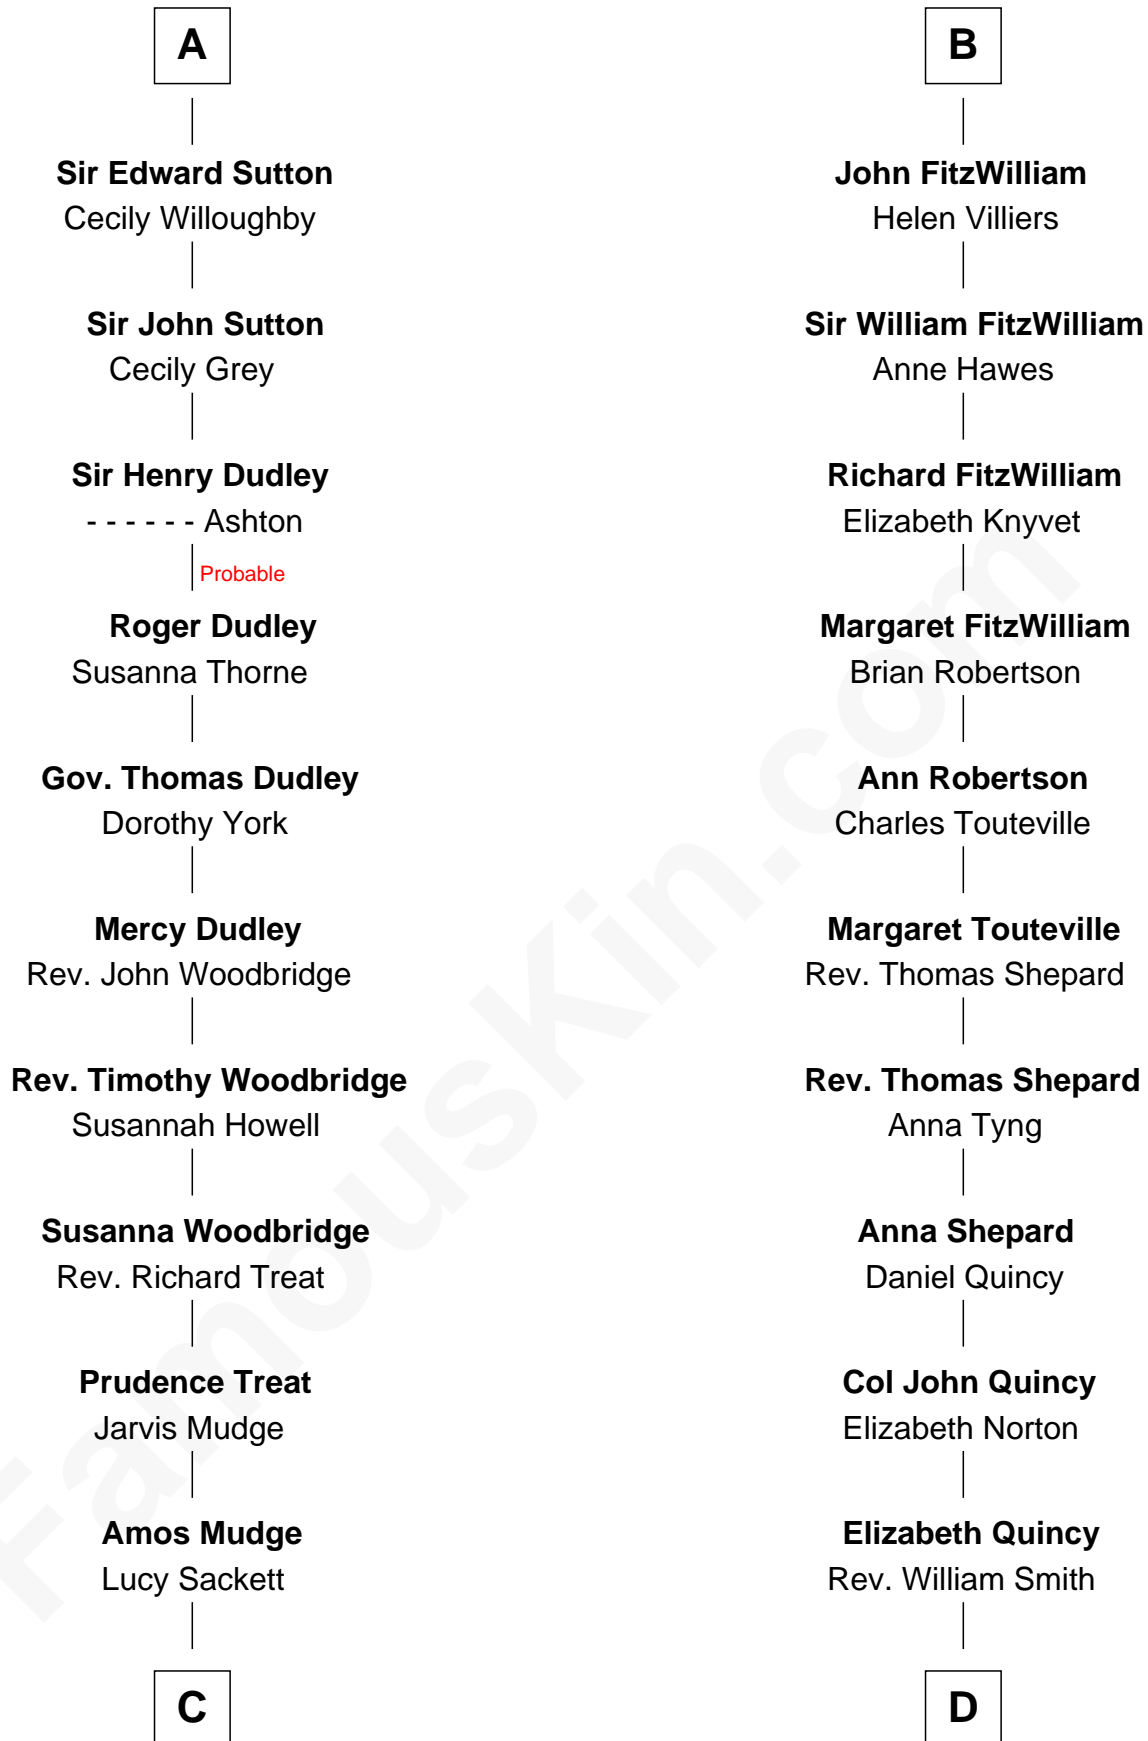 A
Sir Edward Sutton
Cecily Willoughby
Sir John Sutton
Cecily Grey
Sir Henry Dudley
- - - - - - Ashton
Probable
Roger Dudley
Susanna Thorne
Gov. Thomas Dudley
Dorothy York
Mercy Dudley
Rev. John Woodbridge
Rev. Timothy Woodbridge
Susannah Howell
Susanna Woodbridge
Rev. Richard Treat
Prudence Treat
Jarvis Mudge
Amos Mudge
Lucy Sackett
C
B
John FitzWilliam
Helen Villiers
Sir William FitzWilliam
Anne Hawes
Richard FitzWilliam
Elizabeth Knyvet
Margaret FitzWilliam
Brian Robertson
Ann Robertson
Charles Touteville
Margaret Touteville
Rev. Thomas Shepard
Rev. Thomas Shepard
Anna Tyng
Anna Shepard
Daniel Quincy
Col John Quincy
Elizabeth Norton
Elizabeth Quincy
Rev. William Smith
D
FamousKin.com